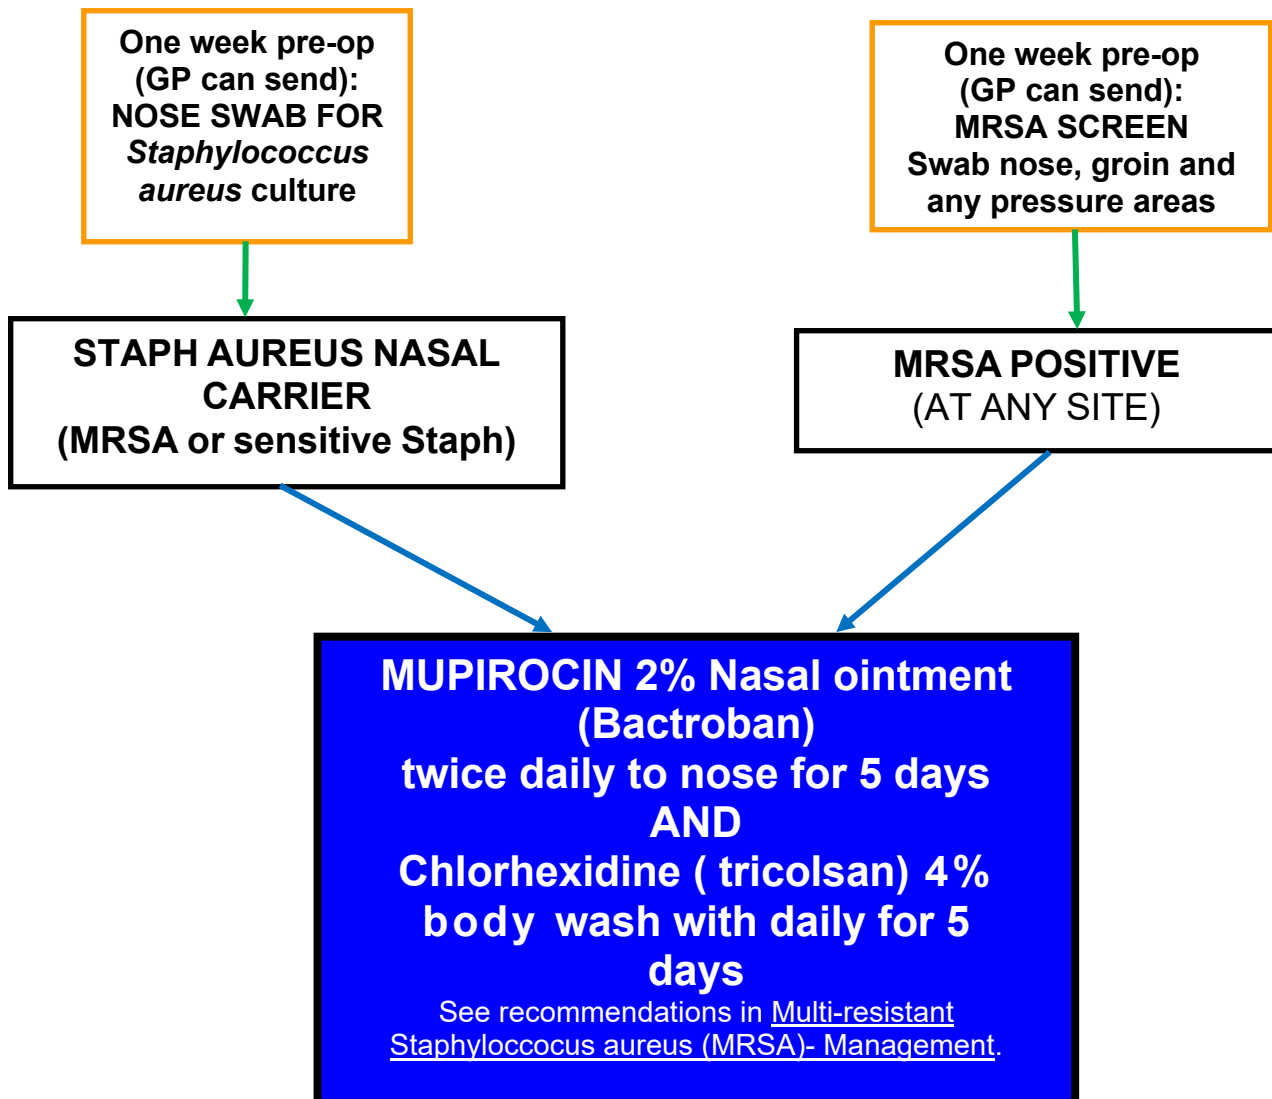 One week pre-op
(GP can send):
NOSE SWAB FOR
Staphylococcus
aureus culture
One week pre-op
(GP can send):
MRSA SCREEN
Swab nose, groin and
any pressure areas
STAPH AUREUS NASAL
CARRIER
(MRSA or sensitive Staph)
MRSA POSITIVE
(AT ANY SITE)
MUPIROCIN 2% Nasal ointment
(Bactroban)
twice daily to nose for 5 days
AND
Chlorhexidine ( tricolsan) 4%
body wash with daily for 5
days
See recommendations in Multi-resistant
Staphyloccocus aureus (MRSA)- Management.